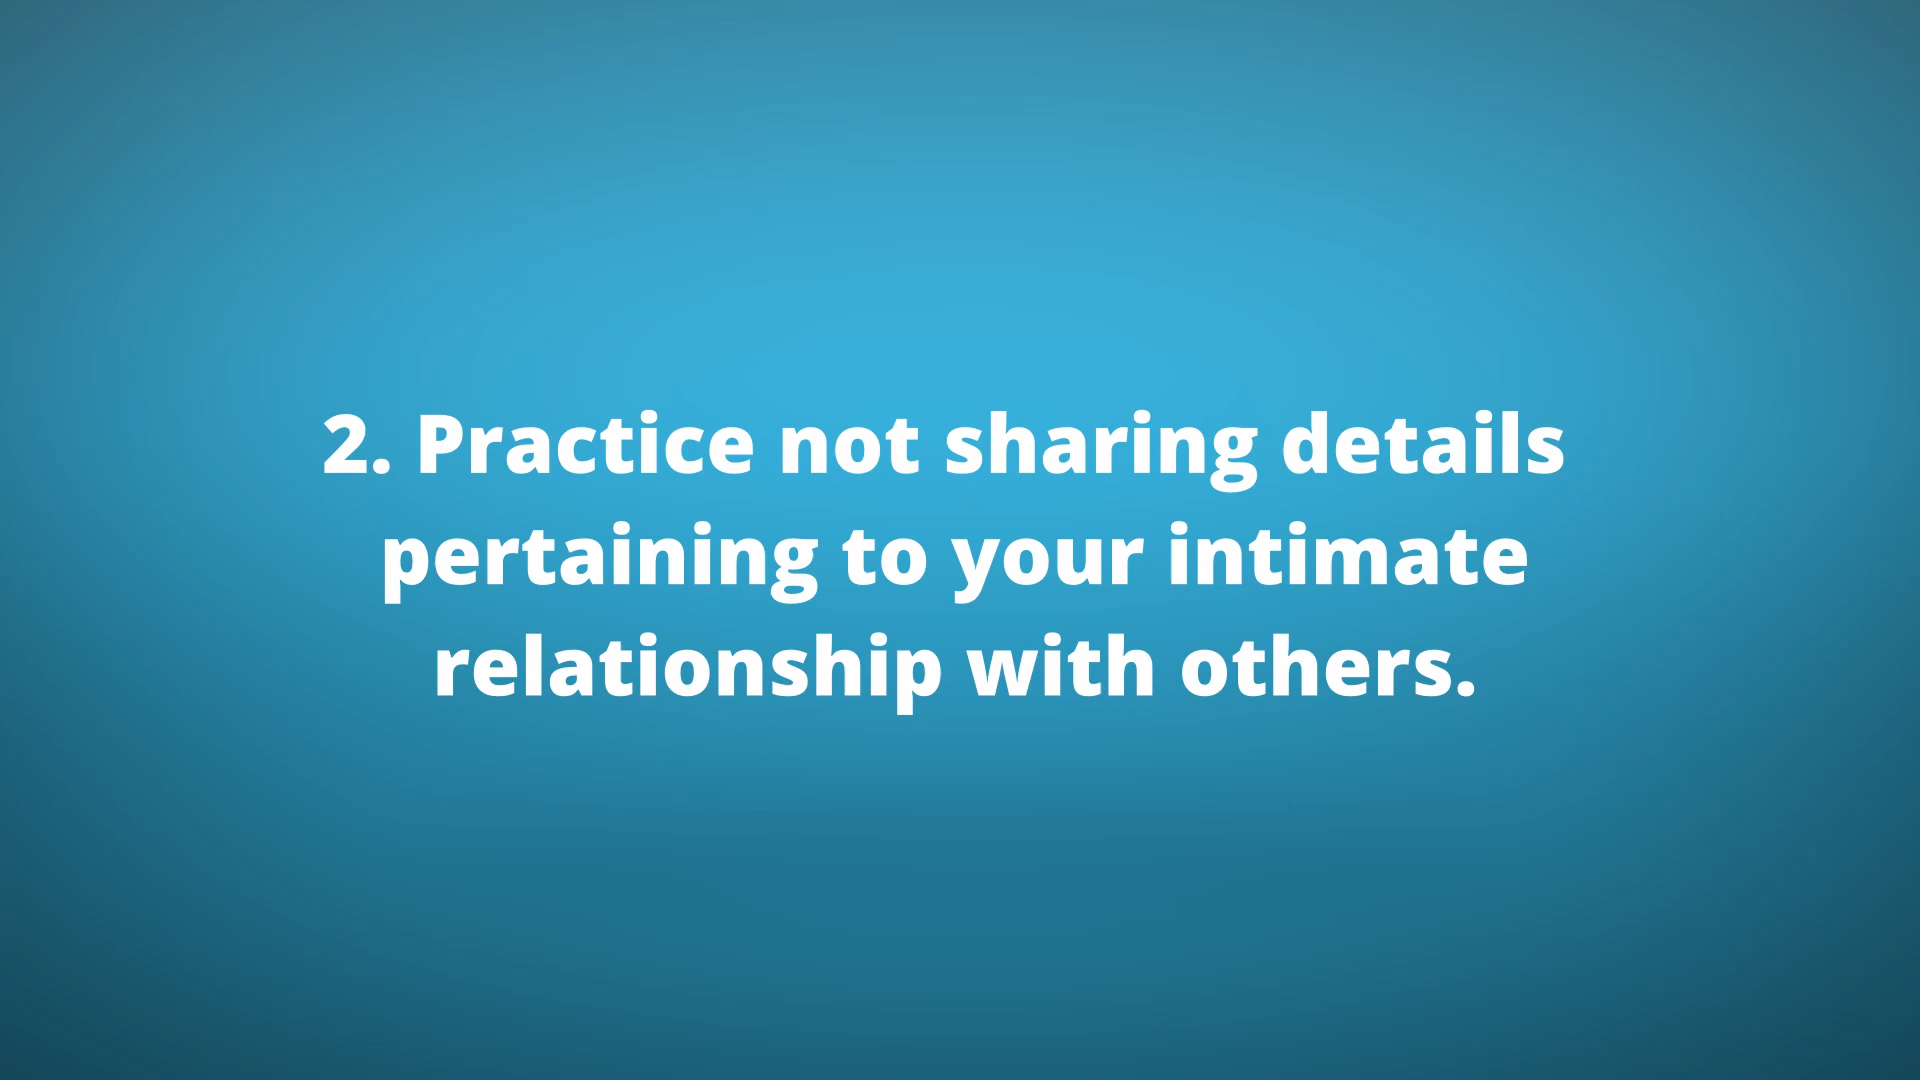 2. Practice not sharing details
pertaining to your intimate
relationship with others.